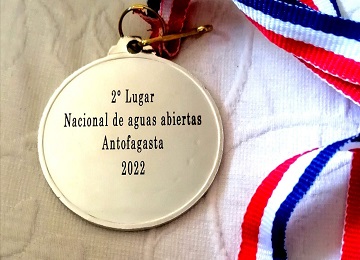 2° Lugar
Nacional de aguas abiertas
Antofagasta
2022